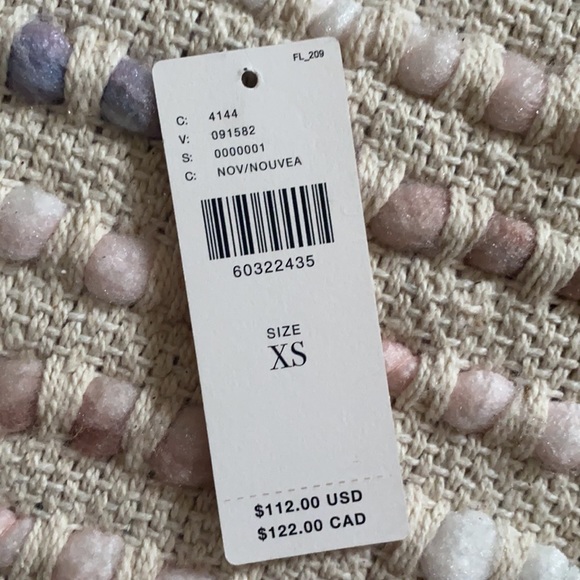 FL_209
C: 4144
V: 091582
S: 0000001
C: NOV/NOUVEA
60322435
SIZE
XS
$112.00 USD
$122.00 CAD